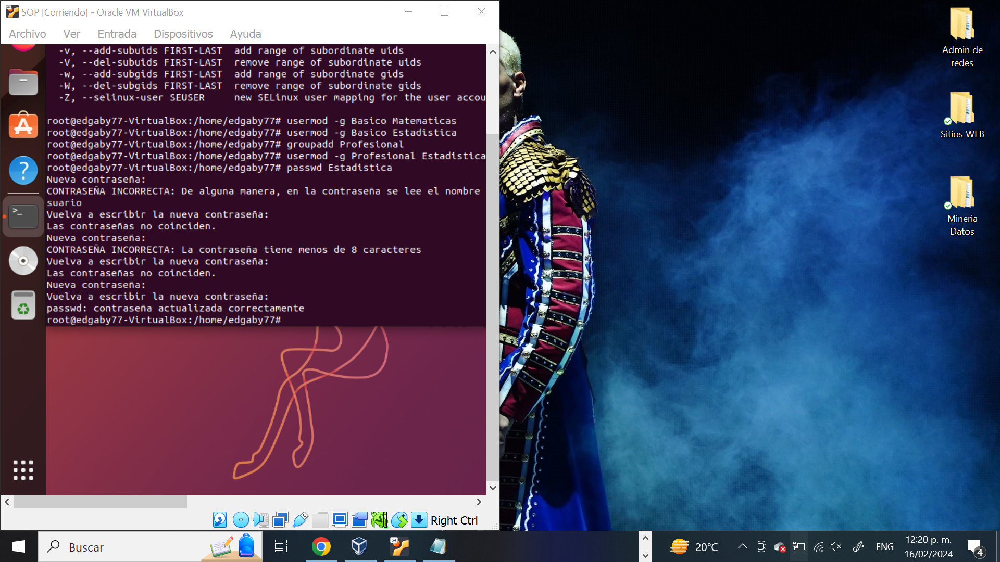 SOP [Corriendo] - Oracle VM VirtualBox
Archivo Ver Entrada Dispositivos Ayuda
-v, --add-subuids FIRST-LAST add range of subordinate uids
-V, --del-subuids FIRST-LAST remove range of subordinate uids
-w, --add-subgids FIRST-LAST add range of subordinate gids
-W, --del-subgids FIRST-LAST remove range of subordinate gids
-Z, --selinux-user SEUSER new SELinux user mapping for the user accou
root@edgaby77-VirtualBox:/home/edgaby77# usermod -g Basico Matematicas
root@edgaby77-VirtualBox:/home/edgaby77# usermod -g Basico Estadistica
root@edgaby77-VirtualBox:/home/edgaby77# groupadd Profesional
root@edgaby77-VirtualBox:/home/edgaby77# usermod -g Profesional Estadistica
root@edgaby77-VirtualBox:/home/edgaby77# passwd Estadistica
Nueva contraseña:
CONTRASEÑA INCORRECTA: De alguna manera, en la contraseña se lee el nombre
suario
Vuelva a escribir la nueva contraseña:
Las contraseñas no coinciden.
Nueva contraseña:
CONTRASEÑA INCORRECTA: La contraseña tiene menos de 8 caracteres
Vuelva a escribir la nueva contraseña:
Las contraseñas no coinciden.
Nueva contraseña:
Vuelva a escribir la nueva contraseña:
passwd: contraseña actualizada correctamente
root@edgaby77-VirtualBox:/home/edgaby77#
Right Ctrl
Admin de
redes
Sitios WEB
Mineria
Datos
Buscar
64
20°C
ENG
12:20 p. m.
16/02/2024
4